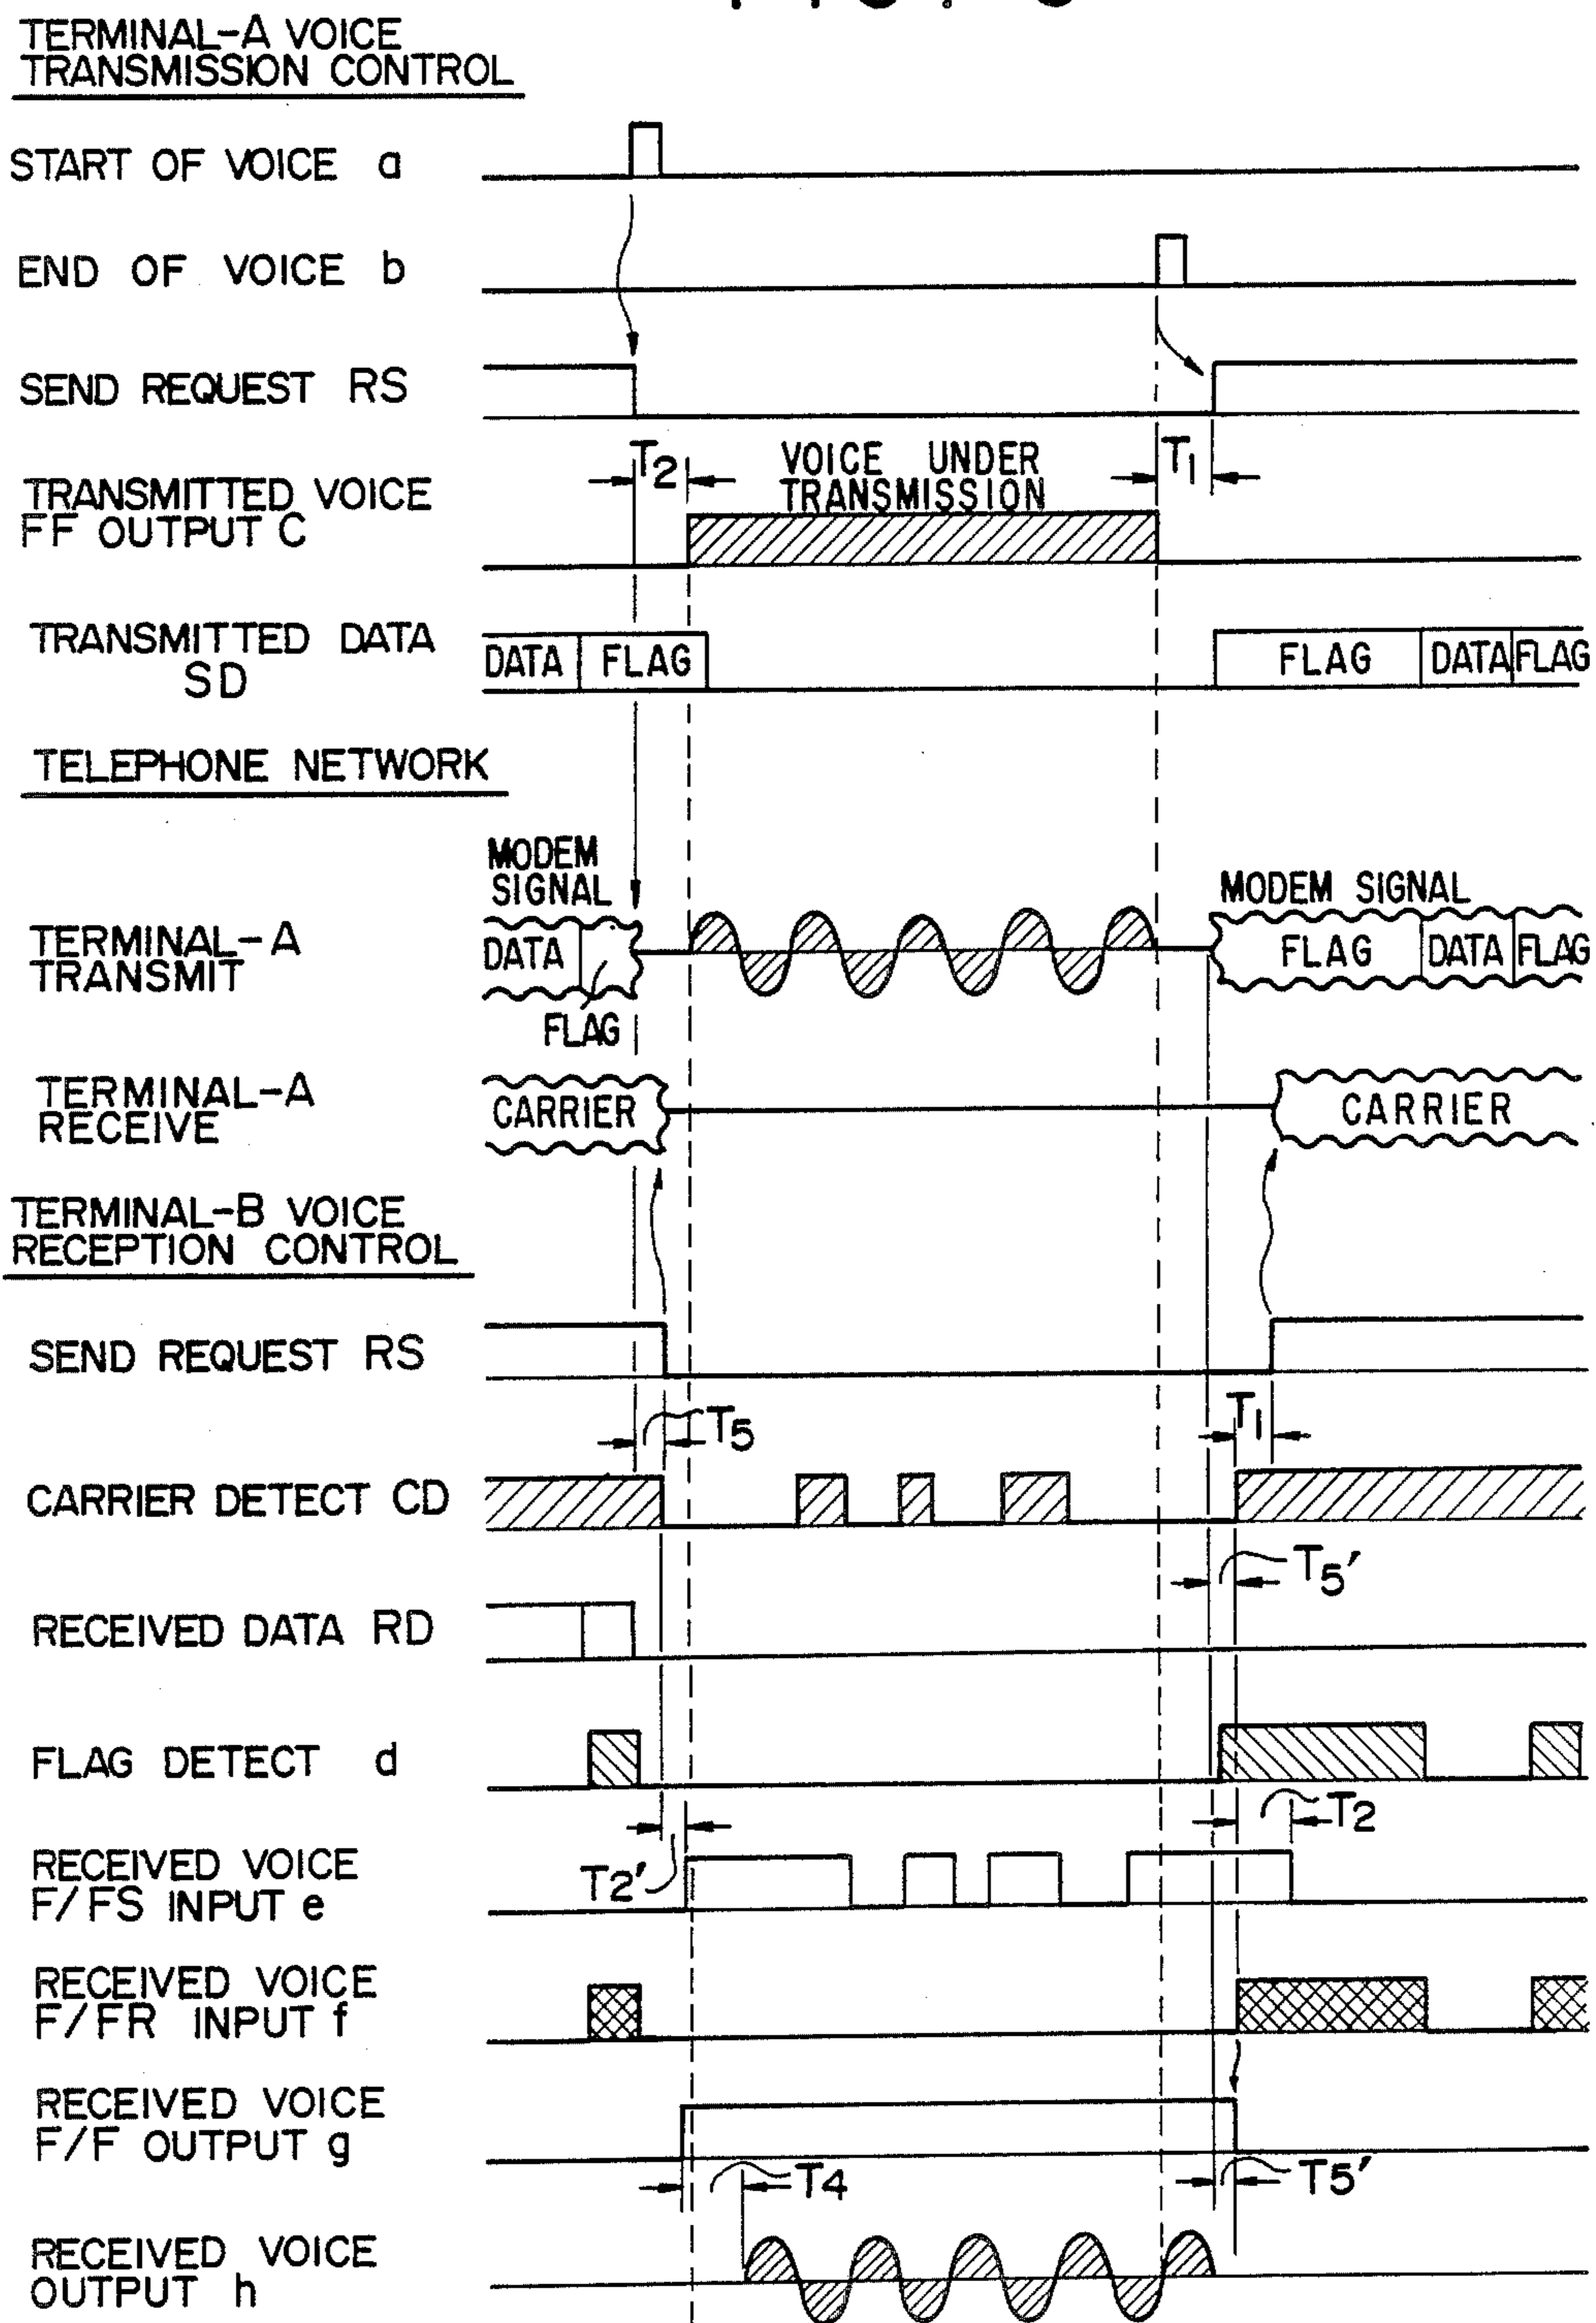 TERMINAL-A VOICE
TRANSMISSION CONTROL
START OF VOICE a
END OF VOICE b
SEND REQUEST RS
T2
VOICE UNDER
TRANSMISSION
T1
TRANSMITTED VOICE
FF OUTPUT C
TRANSMITTED DATA
SD
DATA FLAG FLAG DATA FLAG
TELEPHONE NETWORK
MODEM
SIGNAL
MODEM SIGNAL
TERMINAL-A
TRANSMIT
DATA FLAG DATA FLAG
FLAG
TERMINAL-A
RECEIVE
CARRIER CARRIER
TERMINAL-B VOICE
RECEPTION CONTROL
SEND REQUEST RS
T5 T1
CARRIER DETECT CD
T5'
RECEIVED DATA RD
FLAG DETECT d
T2
T2'
RECEIVED VOICE
F/FS INPUT e
RECEIVED VOICE
F/FR INPUT f
RECEIVED VOICE
F/F OUTPUT g
T4 T5'
RECEIVED VOICE
OUTPUT h